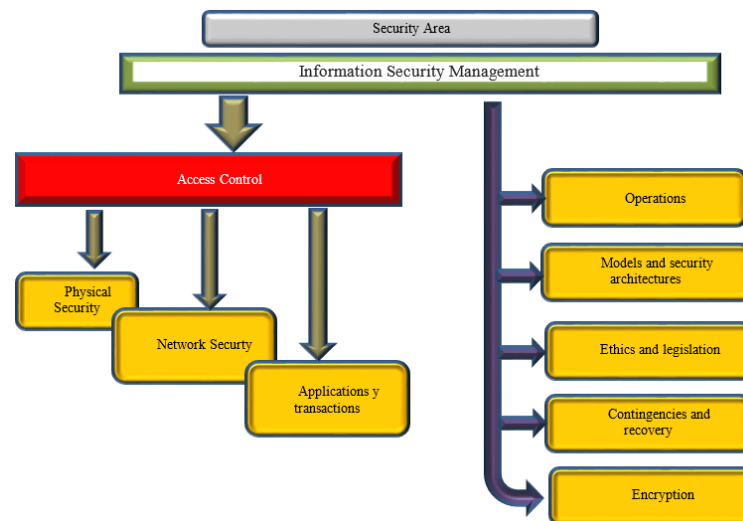 Security Area
Information Security Management
Access Control
Physical
Security
Network Securty
Applications y
transactions
Operations
Models and security
architectures
Ethics and legislation
Contingencies and
recovery
Encryption